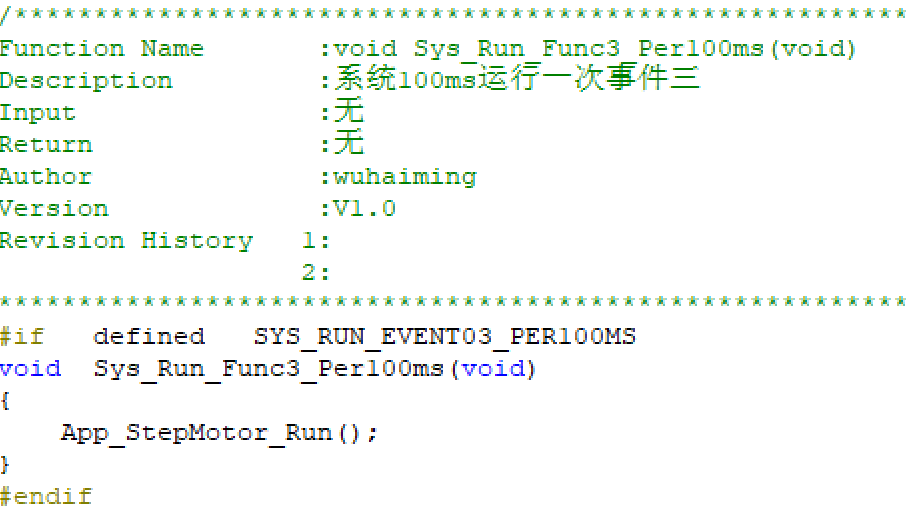 /*********************************************************
Function Name       :void Sys_Run_Func3_Per100ms(void)
Description         :系统100ms运行一次事件三
Input               :无
Return              :无
Author              :wuhaiming
Version             :V1.0
Revision History   1:
                   2:
*********************************************************
#if   defined   SYS_RUN_EVENT03_PER100MS
void  Sys_Run_Func3_Per100ms(void)
{
    App_StepMotor_Run();
}
#endif